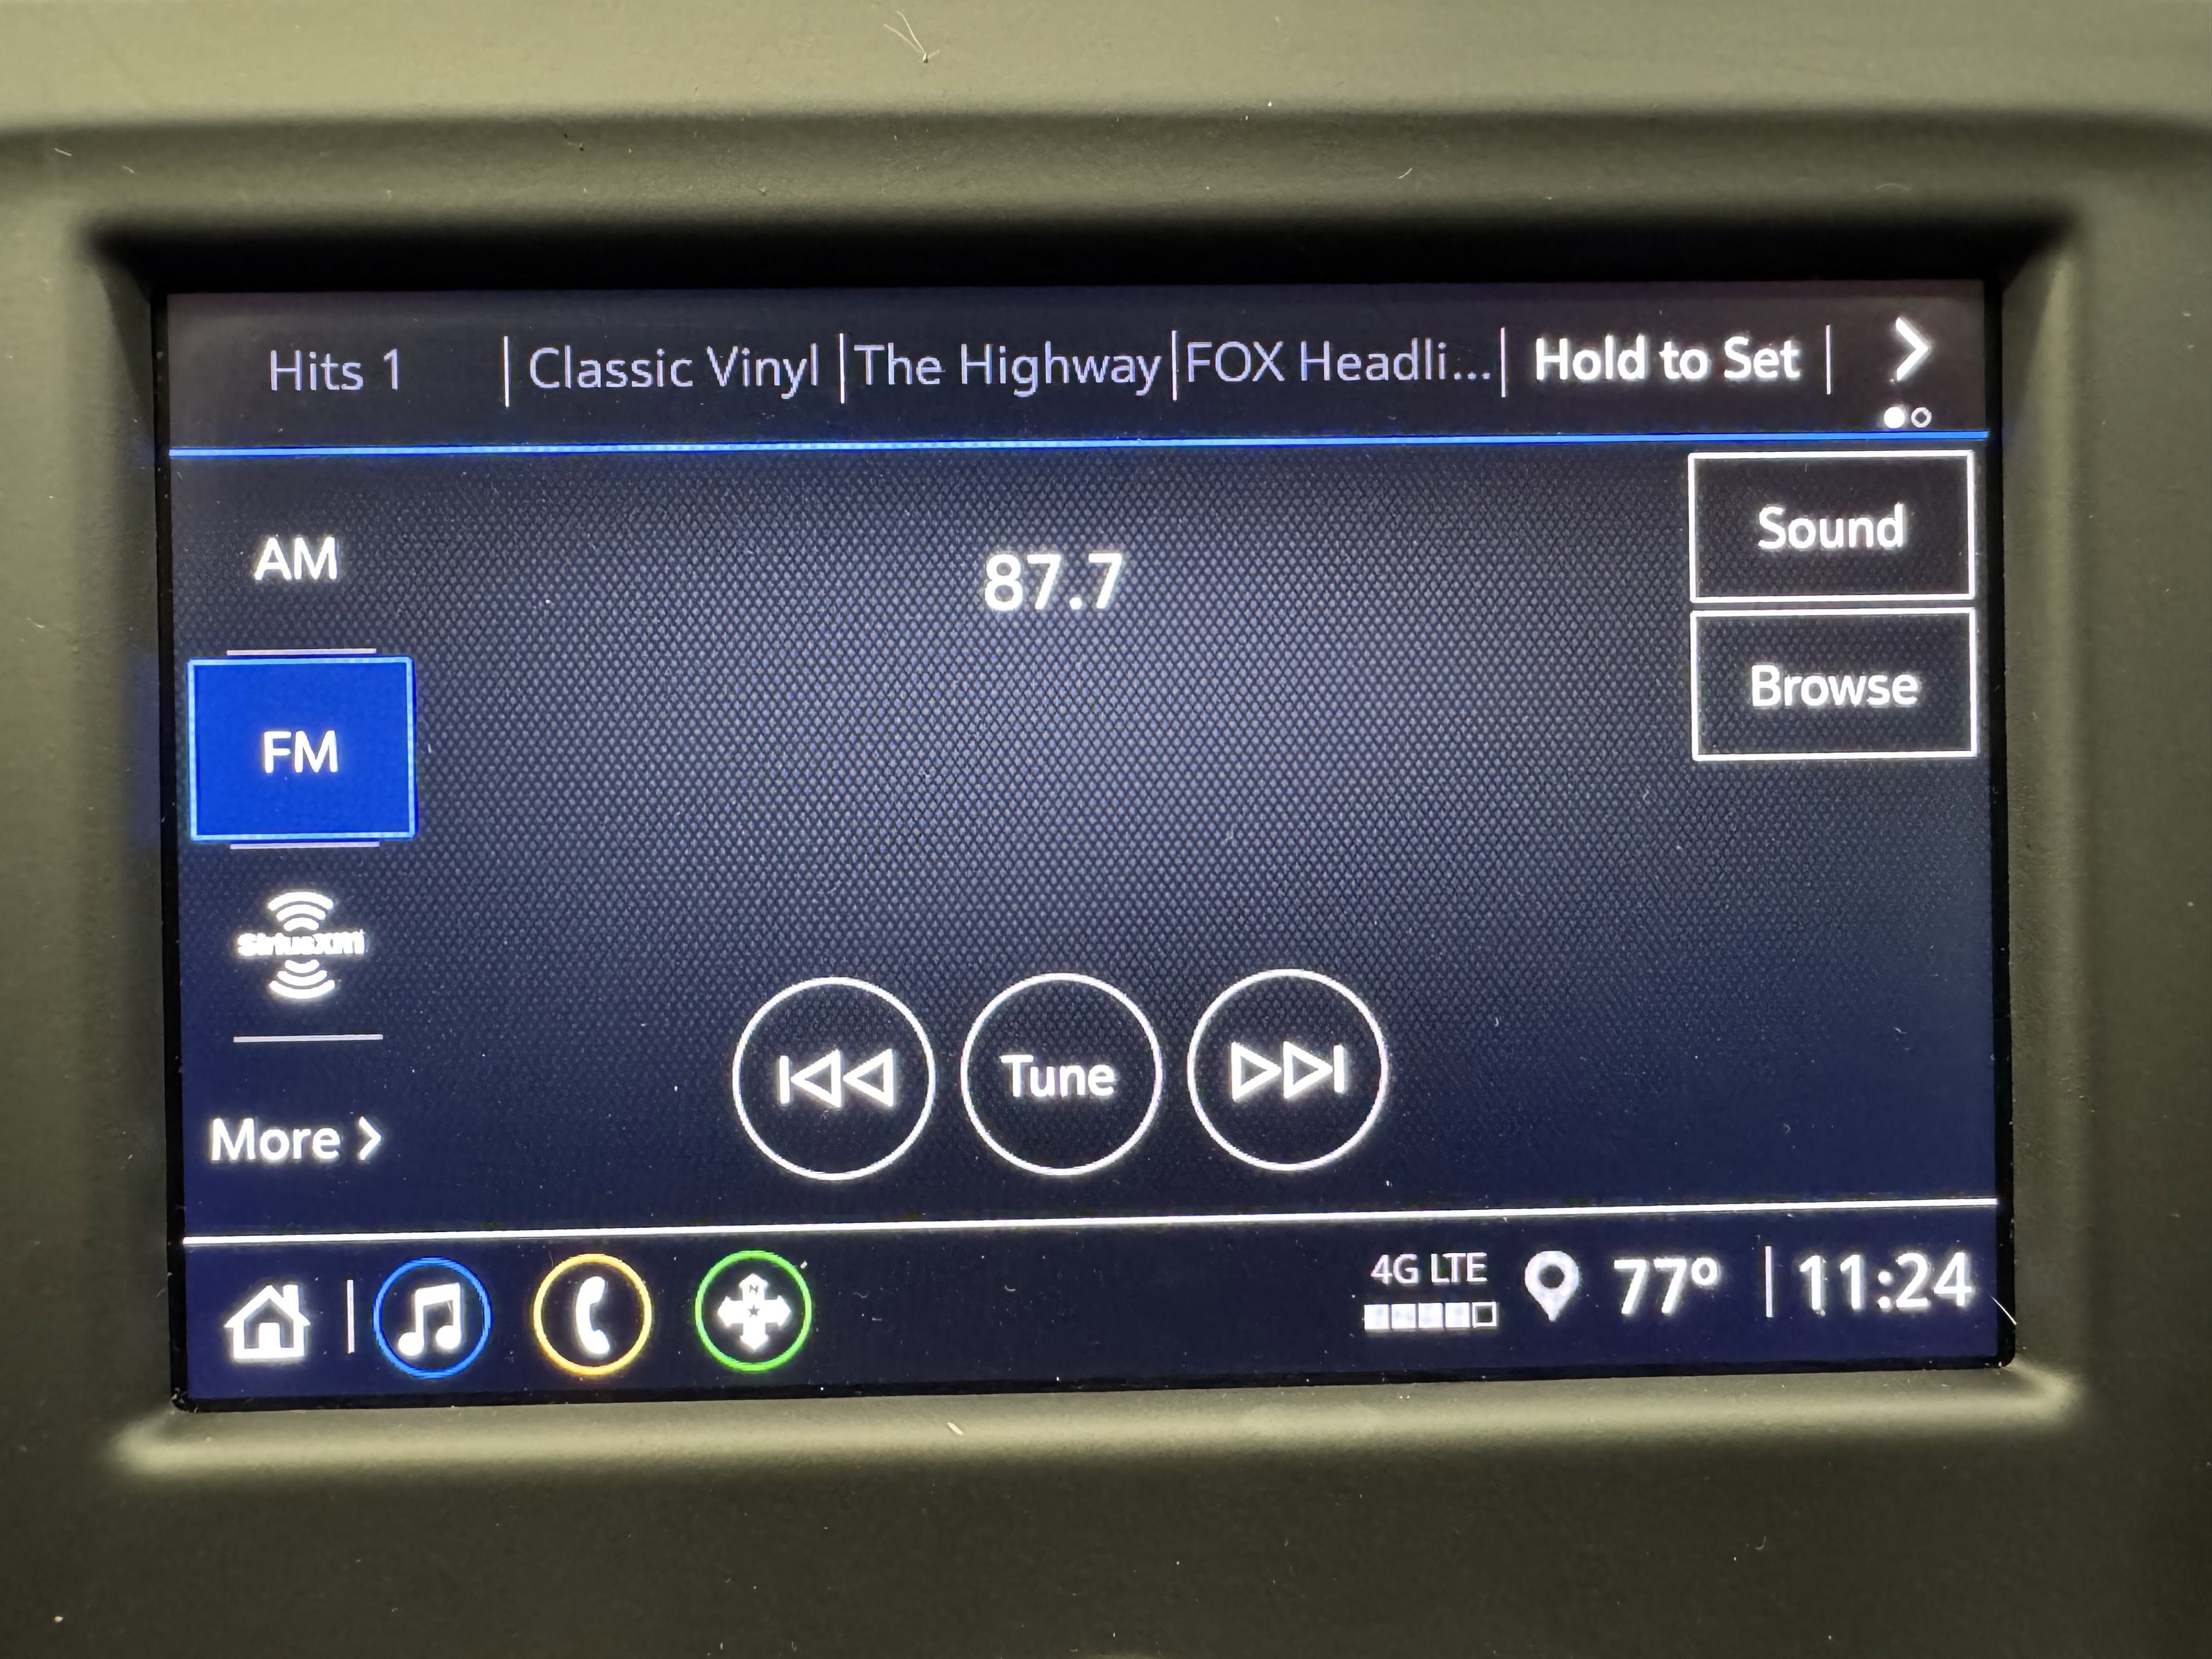 Hits 1 Classic Vinyl The Highway FOX Headli... Hold to Set
Sound
AM
87.7
Browse
FM
SiriusXM
Tune
More
4G LTE
77° 11:24
N